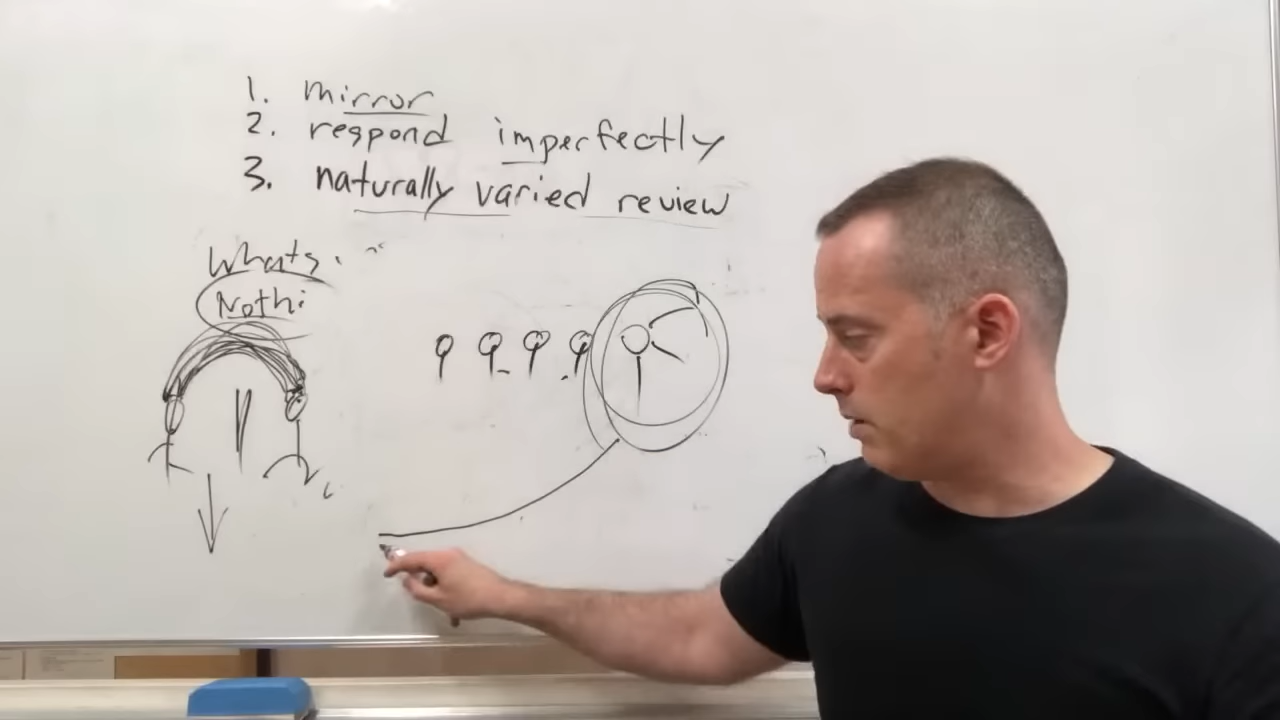 1. mirror
2. respond imperfectly
3. naturally varied review
Whats.
Nothi